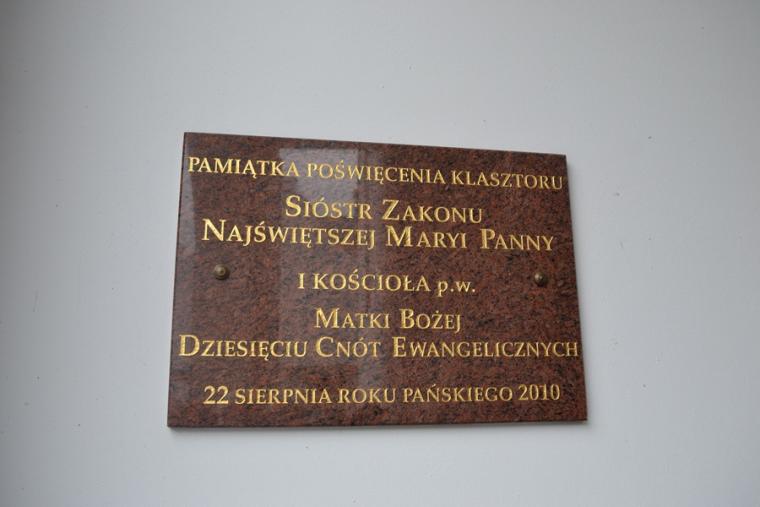 PAMIĄTKA POŚWIĘCENIA KLASZTORU
SIÓSTR ZAKONU
NAJŚWIĘTSZEJ MARYI PANNY
I KOŚCIOŁA p.w.
MATKI BOŻEJ
DZIESIĘCIU CNÓT EWANGELICZNYCH
22 SIERPNIA ROKU PAŃSKIEGO 2010